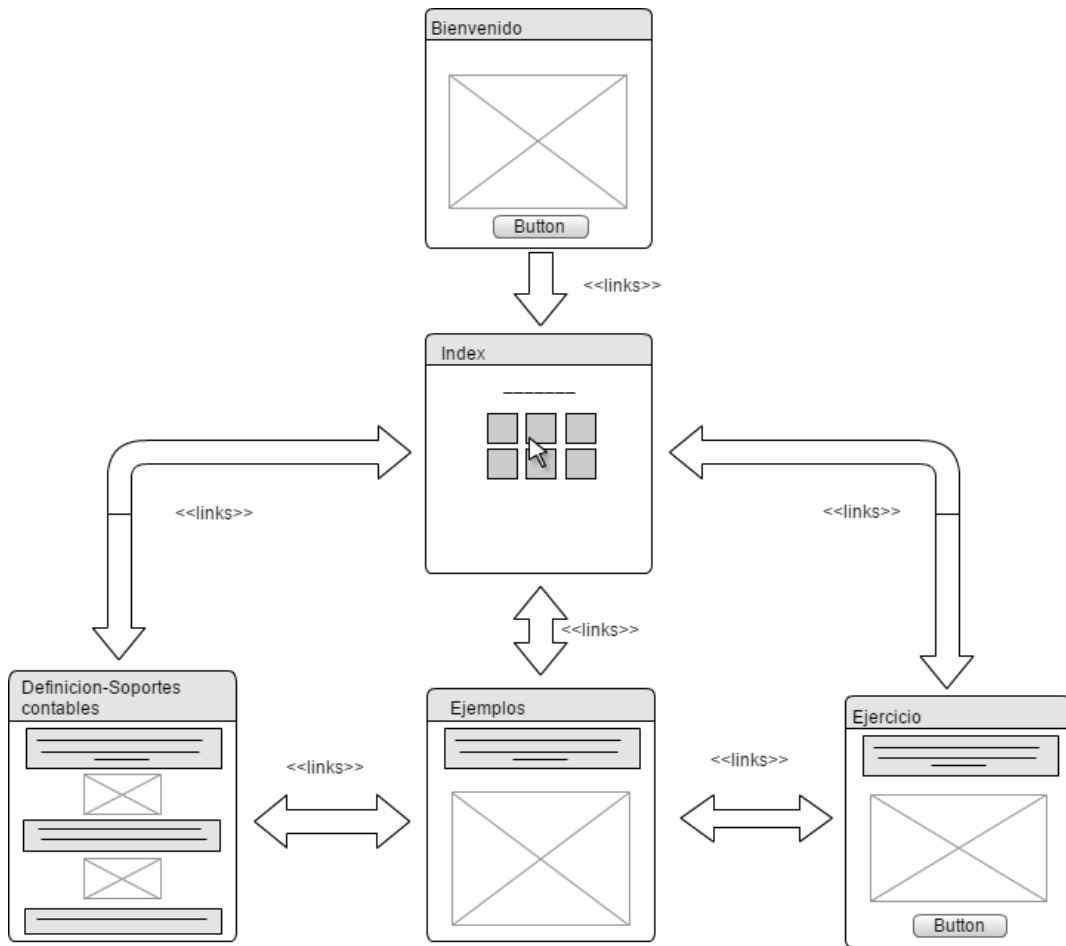 Bienvenido
Button
<<links>>
Index
<<links>>
<<links>>
<<links>>
Definicion-Soportes
contables
Ejemplos
Ejercicio
<<links>>
<<links>>
Button